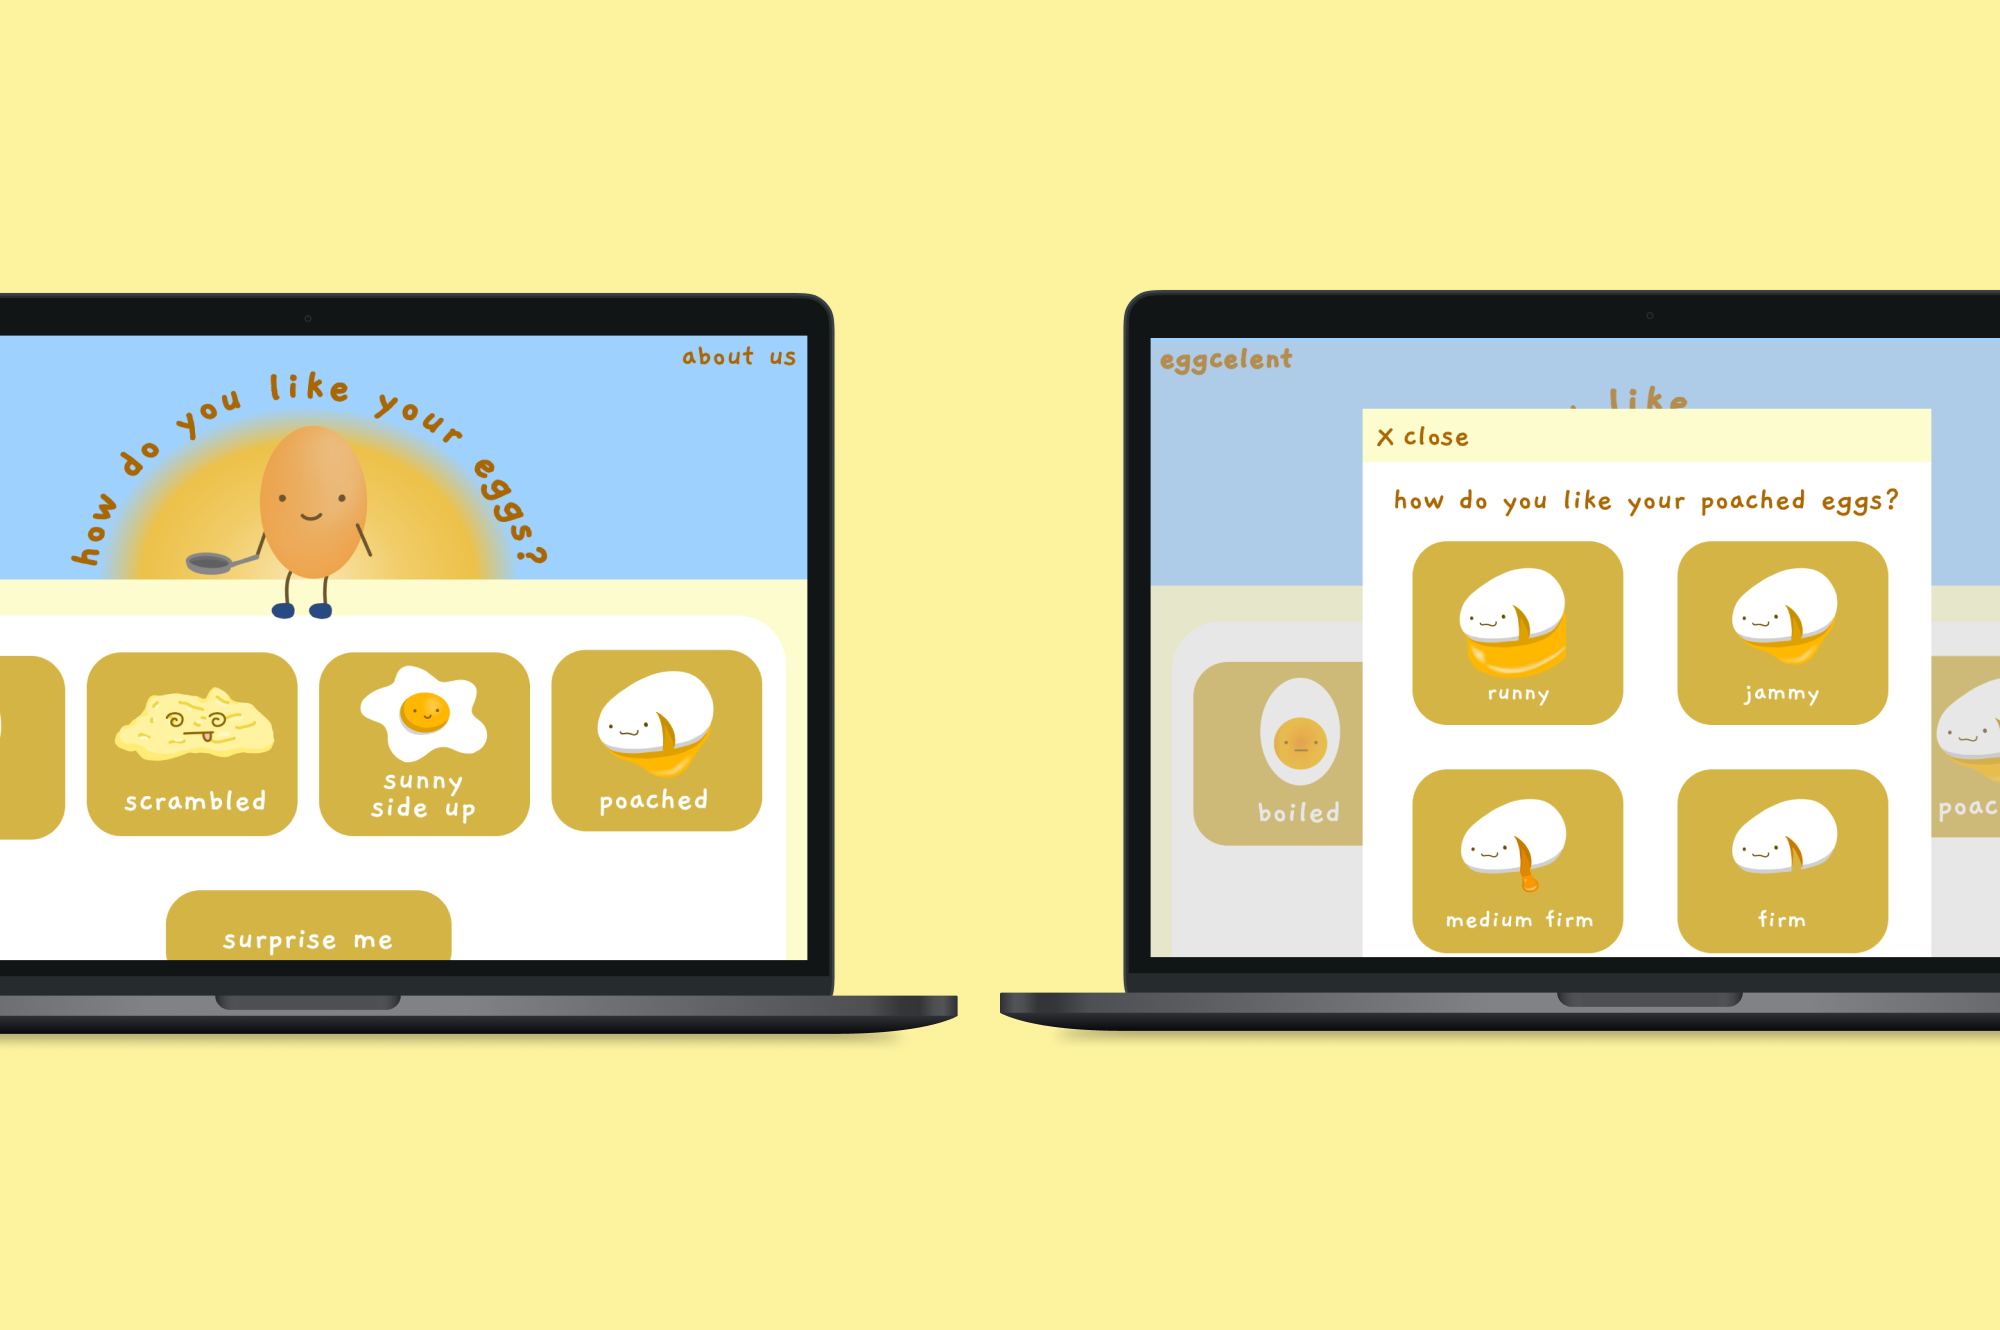 about us
how do you like your eggs?
scrambled
sunny
side up
poached
surprise me
eggcelent
like
X close
how do you like your poached eggs?
runny
jammy
medium firm
firm
boiled
poac